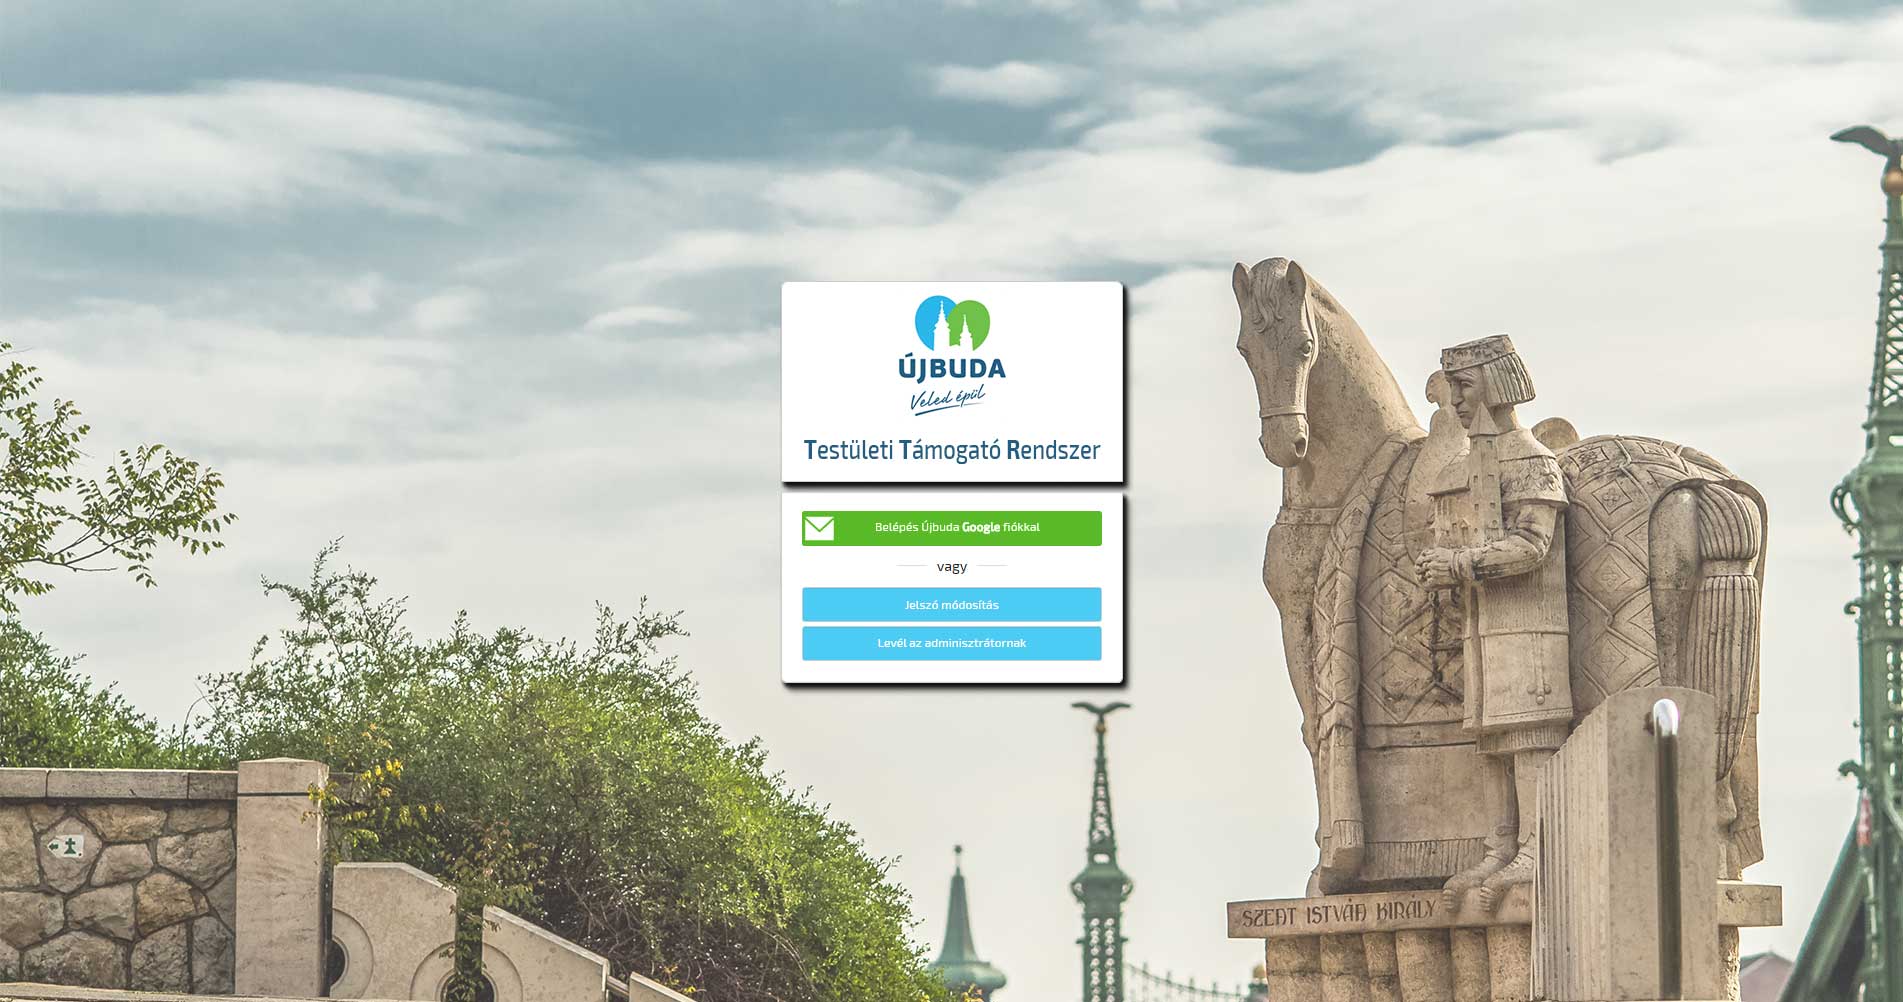 ÚJBUDA
Veled épül
Testületi Támogató Rendszer
Belépés Újbuda Google fiókkal
vagy
Jelszó módosítás
Levél az adminisztrátornak
SZENT ISTVÁN KIRÁLY